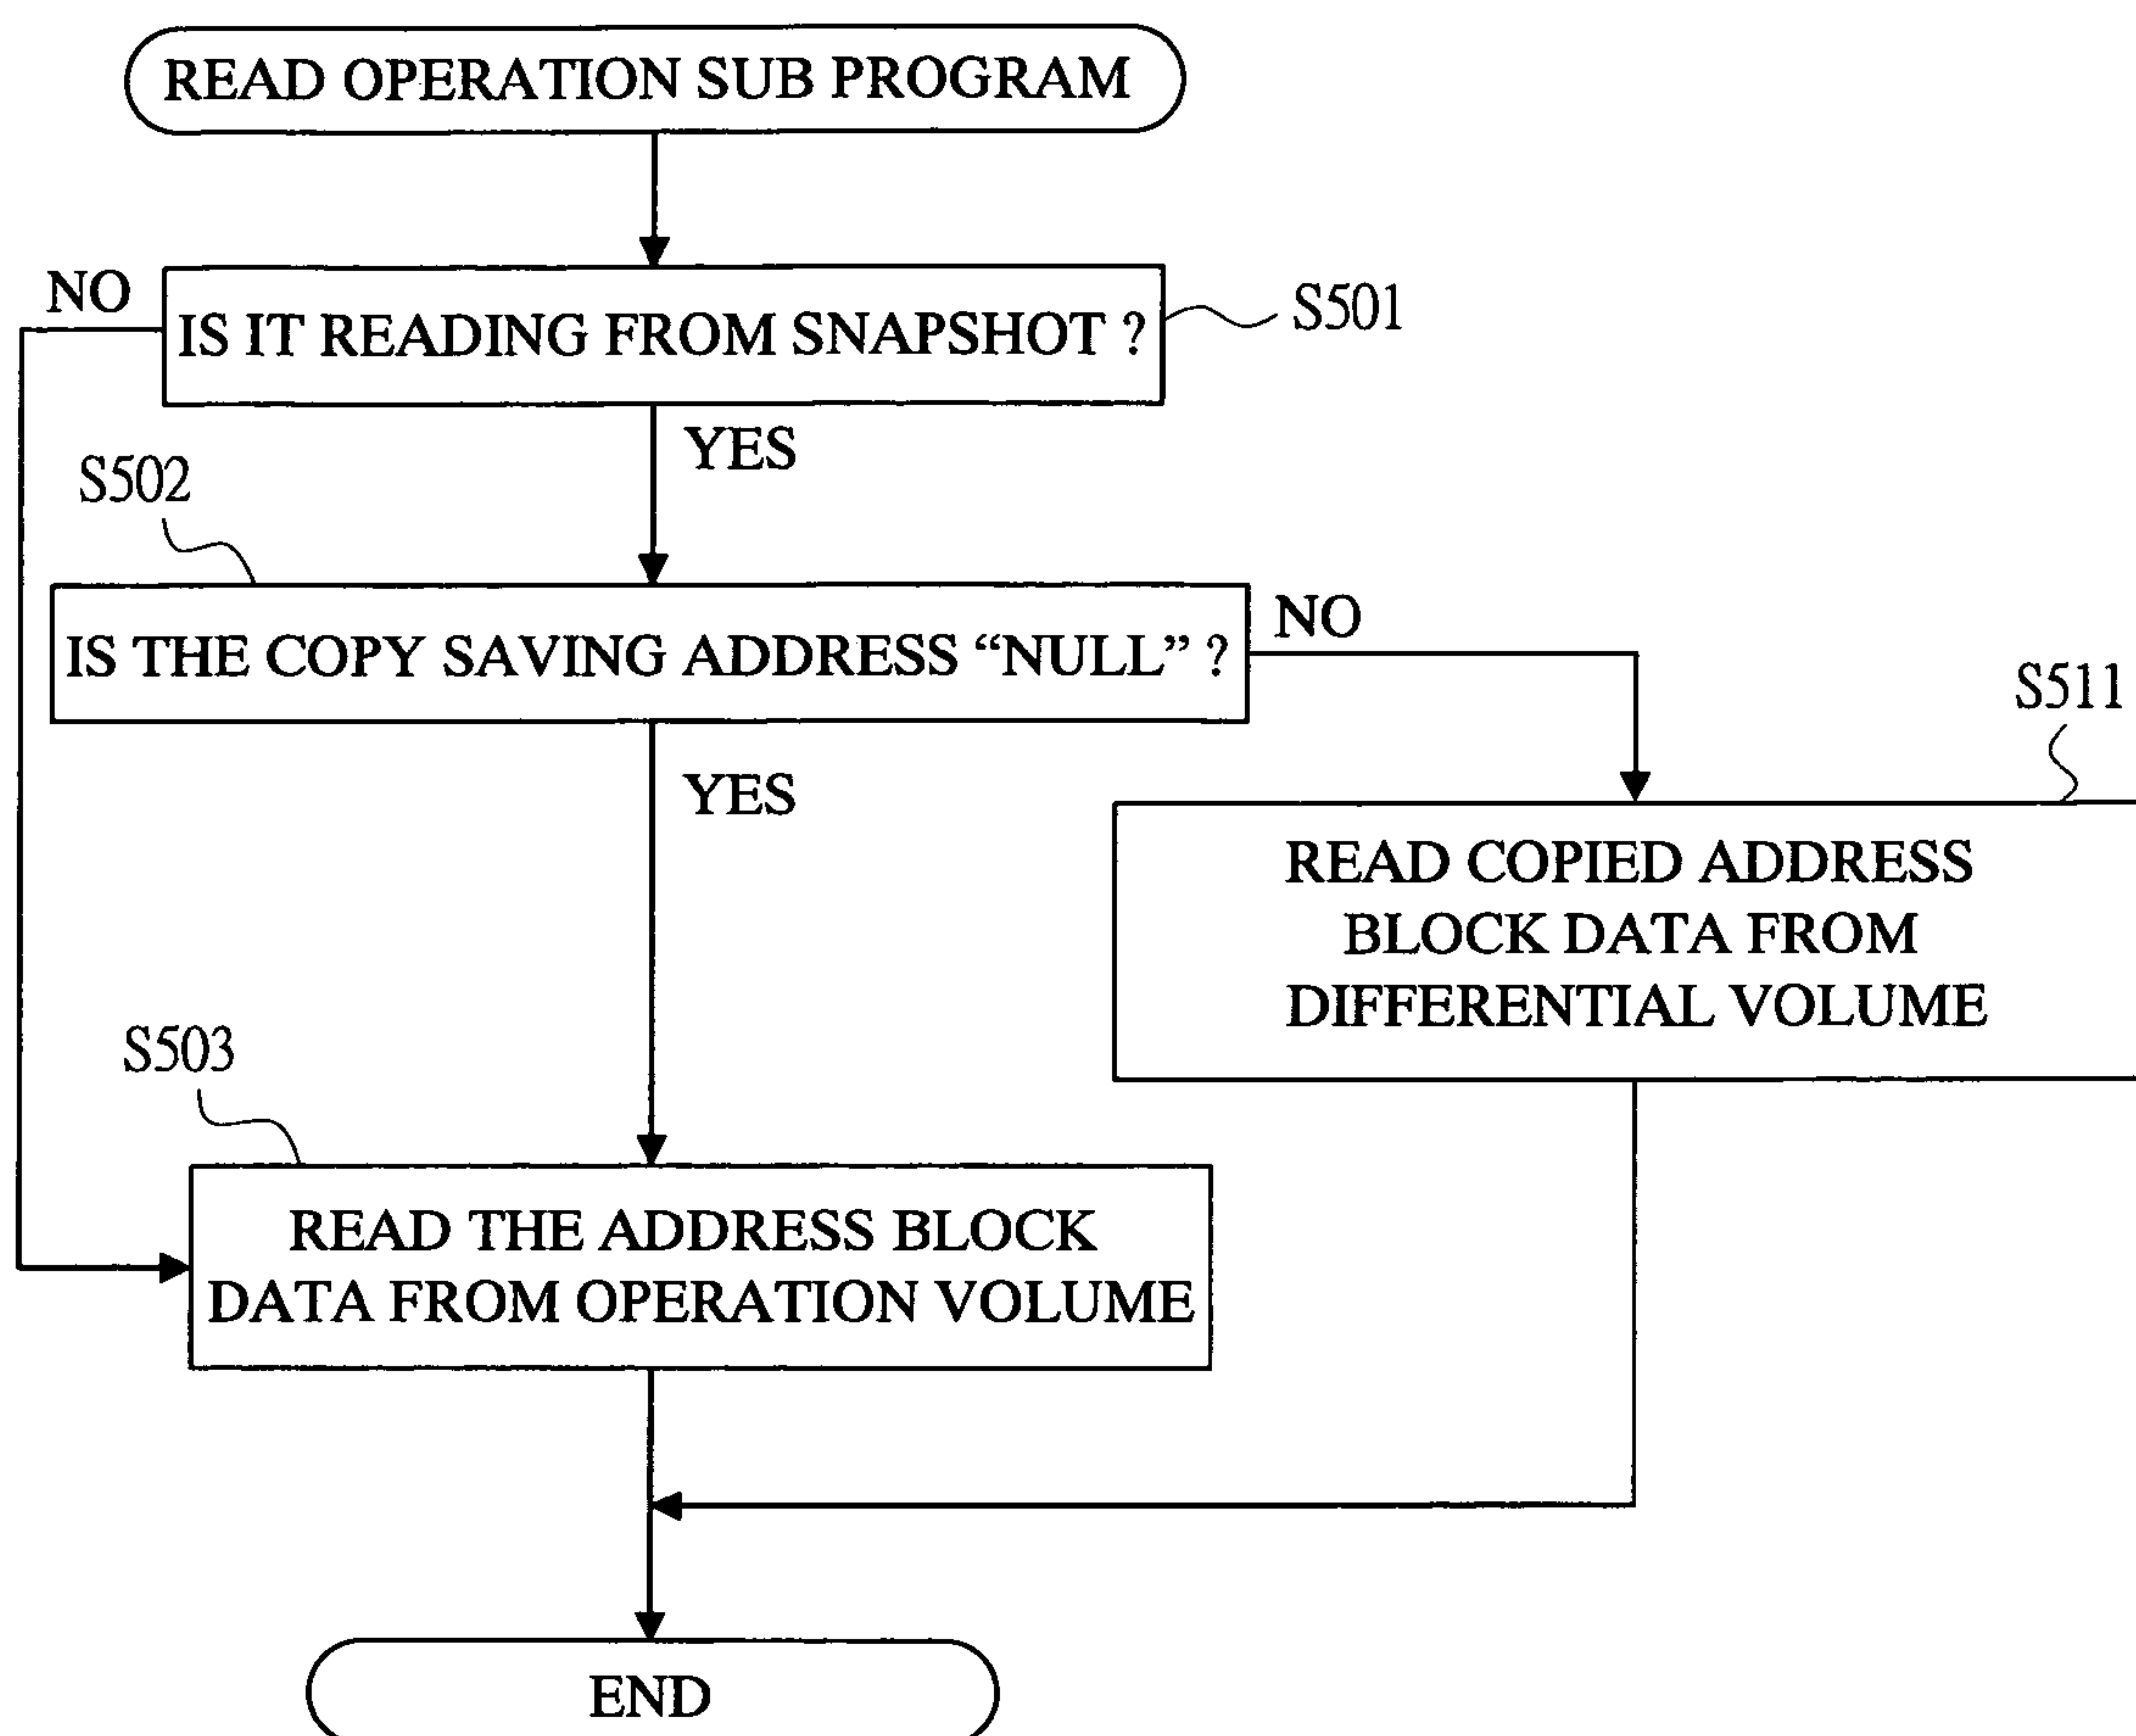 READ OPERATION SUB PROGRAM
NO
IS IT READING FROM SNAPSHOT ?
S501
YES
S502
IS THE COPY SAVING ADDRESS “NULL” ?
NO
S511
YES
READ COPIED ADDRESS
BLOCK DATA FROM
DIFFERENTIAL VOLUME
S503
READ THE ADDRESS BLOCK
DATA FROM OPERATION VOLUME
END